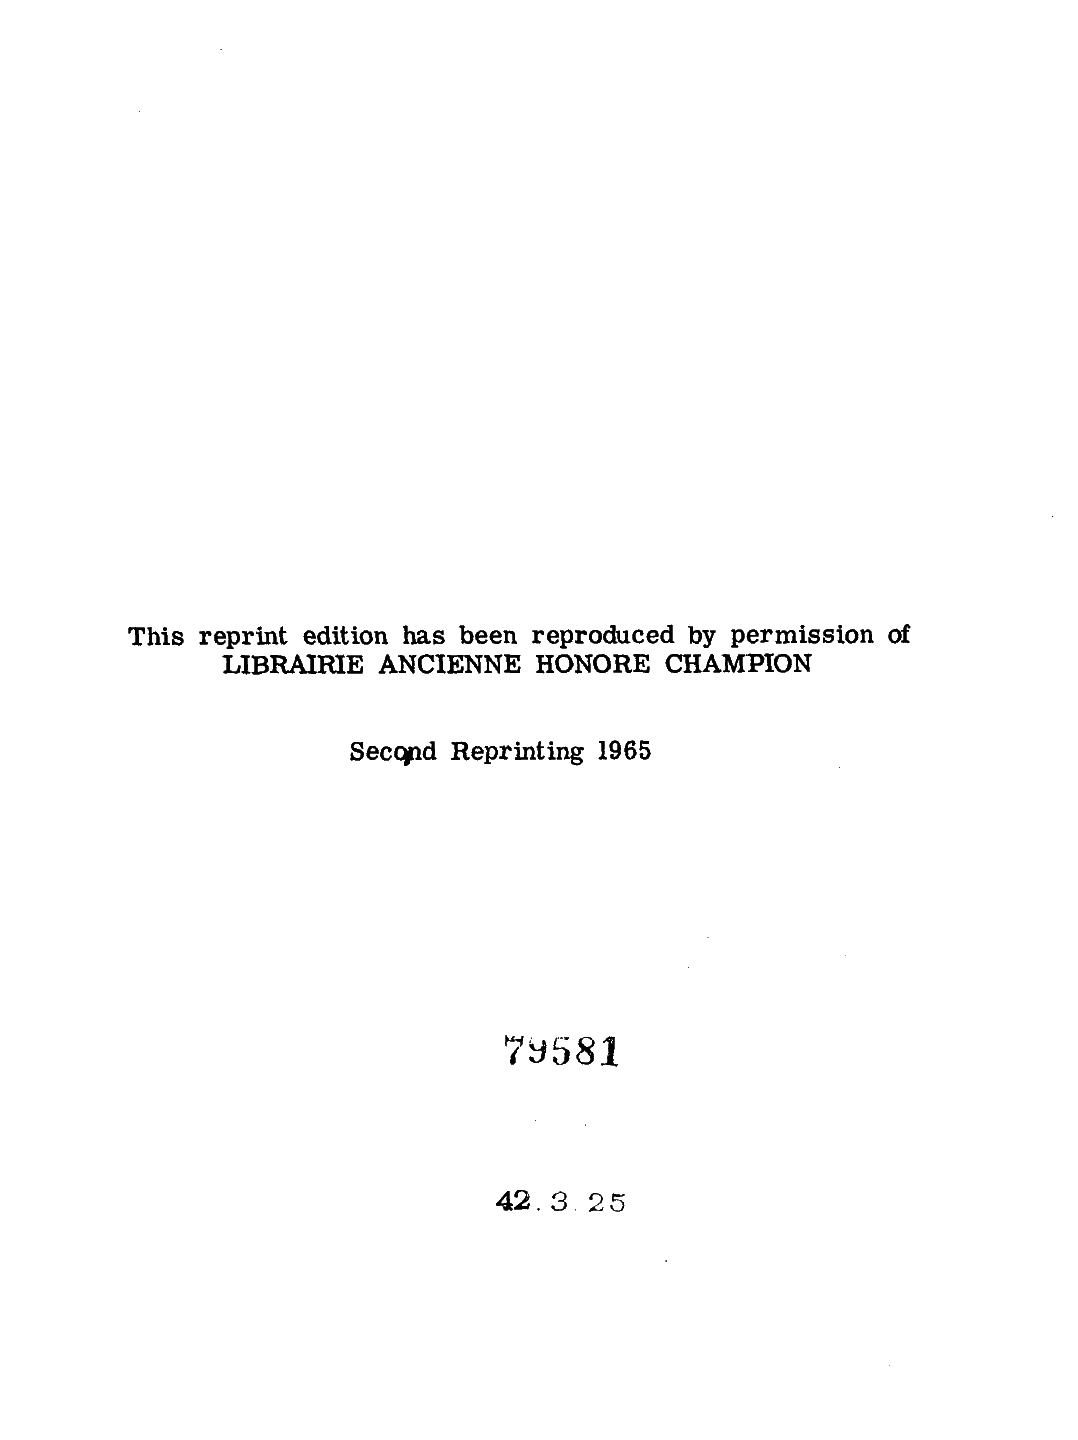 This reprint edition has been reproduced by permission of
LIBRAIRIE ANCIENNE HONORE CHAMPION
Second Reprinting 1965
79581
42.3.25